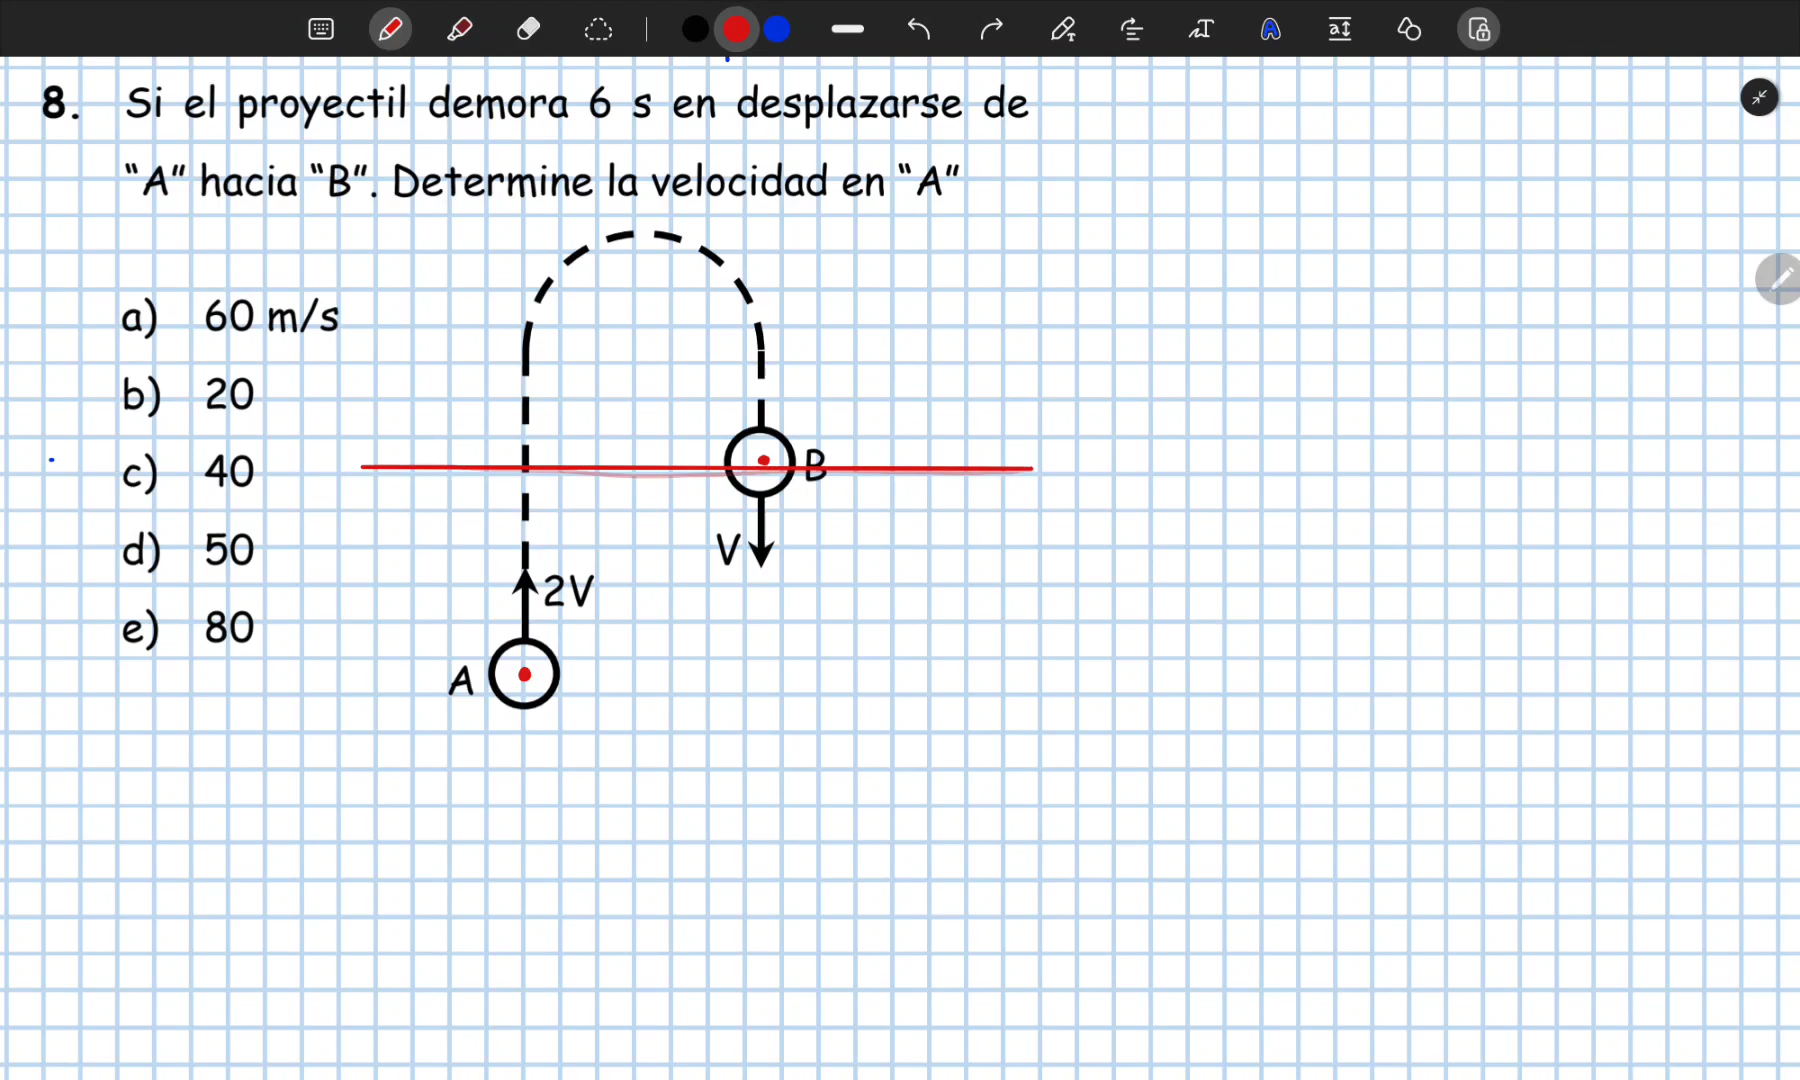 8. Si el proyectil demora 6 s en desplazarse de
“A” hacia “B”. Determine la velocidad en “A”
a) 60 m/s
b) 20
c) 40
d) 50
e) 80
B
V
2V
A